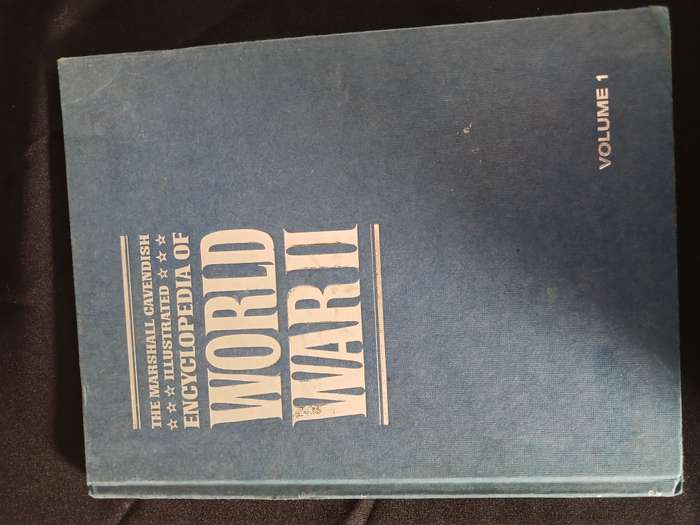 THE MARSHALL CAVENDISH
☆ ☆ ☆ ILLUSTRATED ☆ ☆ ☆
ENCYCLOPEDIA OF
WORLD
WAR II
VOLUME 1